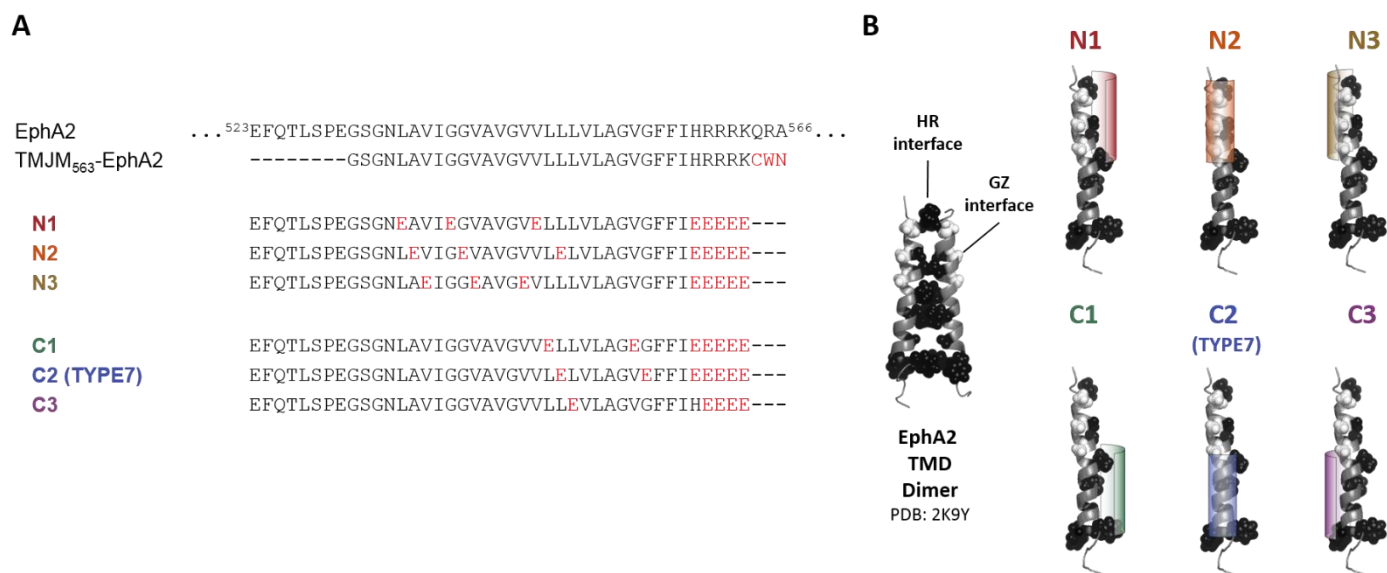 A
EphA2 ...⁵²³EFQTLSPEGSGNLAVIGGVAVGVVLLLVLAGVGFFIHRRRKQRA⁵⁶⁶...
TMJM₅₆₃-EphA2 --------GSGNLAVIGGVAVGVVLLLVLAGVGFFIHRRRKCWN
N1 EFQTLSPEGSGNEAVIEGVAVGVELLLVLAGVGFFIEEEEE---
N2 EFQTLSPEGSGNLEVIGEVAVGVVLELVLAGVGFFIEEEEE---
N3 EFQTLSPEGSGNLAEIGGEAVGEVLLLVLAGVGFFIEEEEE---
C1 EFQTLSPEGSGNLAVIGGVAVGVVELLVLAGEGFFIEEEEE---
C2 (TYPE7) EFQTLSPEGSGNLAVIGGVAVGVVLELVLAGVEFFIEEEEE---
C3 EFQTLSPEGSGNLAVIGGVAVGVVLLEVLAGVGFFIHEEEE---
B
HR
interface
GZ
interface
EphA2
TMD
Dimer
PDB: 2K9Y
N1 N2 N3
C1 C2 C3
(TYPE7)